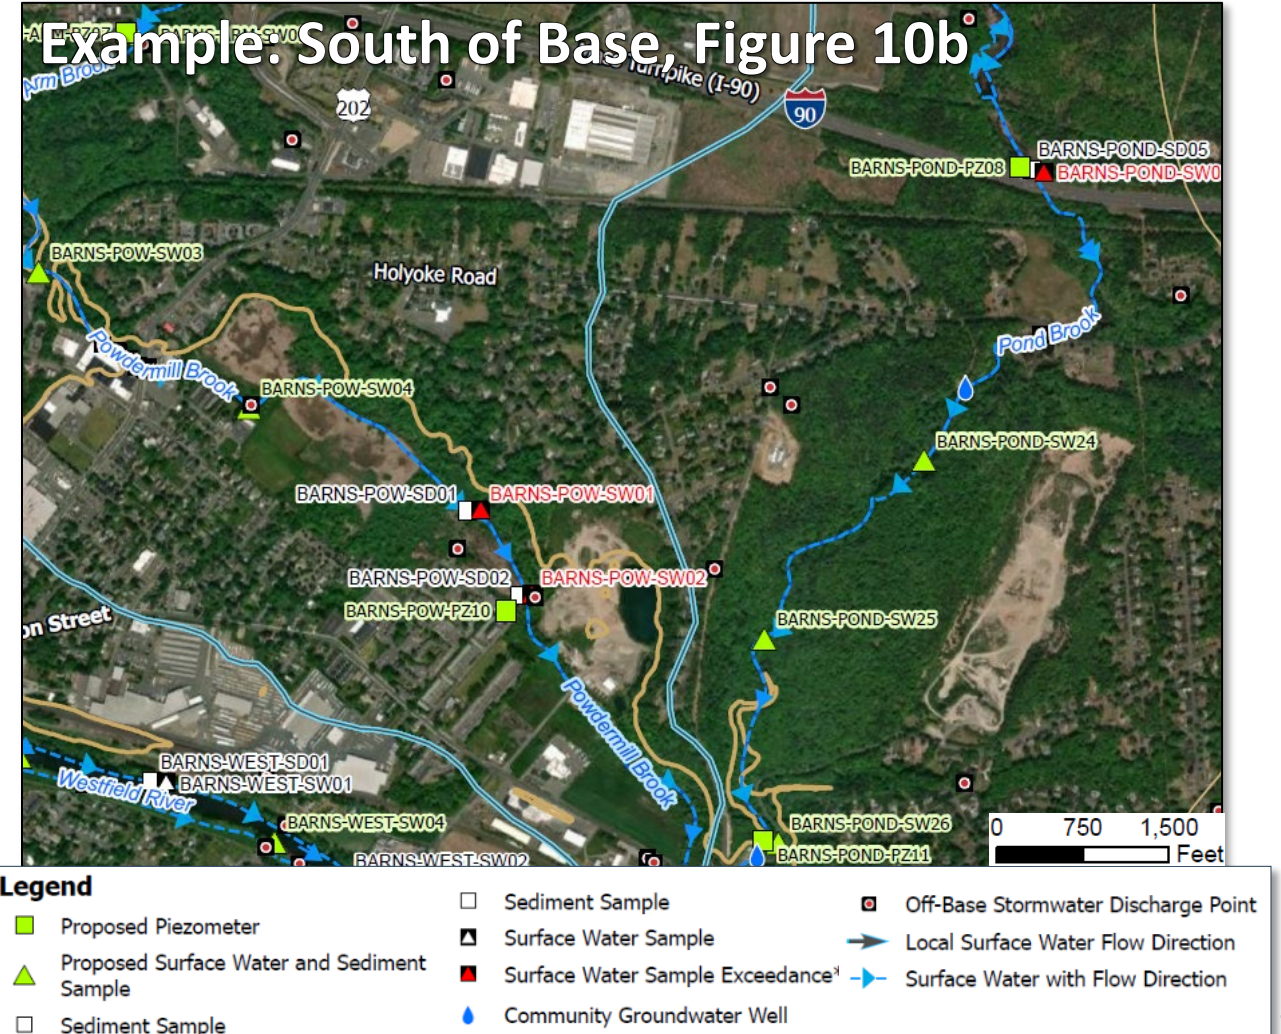 Example: South of Base, Figure 10b
Arm Brook
Turnpike (I-90)
202
90
BARNS-POND-SD05
BARNS-POND-PZ08
BARNS-POND-SW0
BARNS-POW-SW03
Holyoke Road
Pond Brook
Powdermill Brook
BARNS-POW-SW04
BARNS-POND-SW24
BARNS-POW-SD01
BARNS-POW-SW01
BARNS-POW-SD02
BARNS-POW-SW02
BARNS-POW-PZ10
on Street
BARNS-POND-SW25
Powdermill Brook
BARNS-WEST-SD01
BARNS-WEST-SW01
Westfield River
BARNS-WEST-SW04
BARNS-POND-SW26
BARNS-POND-PZ11
BARNS-WEST-SW02
0 750 1,500
Feet
Legend
Proposed Piezometer
Proposed Surface Water and Sediment
Sample
Sediment Sample
Sediment Sample
Surface Water Sample
Surface Water Sample Exceedance*
Community Groundwater Well
Off-Base Stormwater Discharge Point
Local Surface Water Flow Direction
Surface Water with Flow Direction